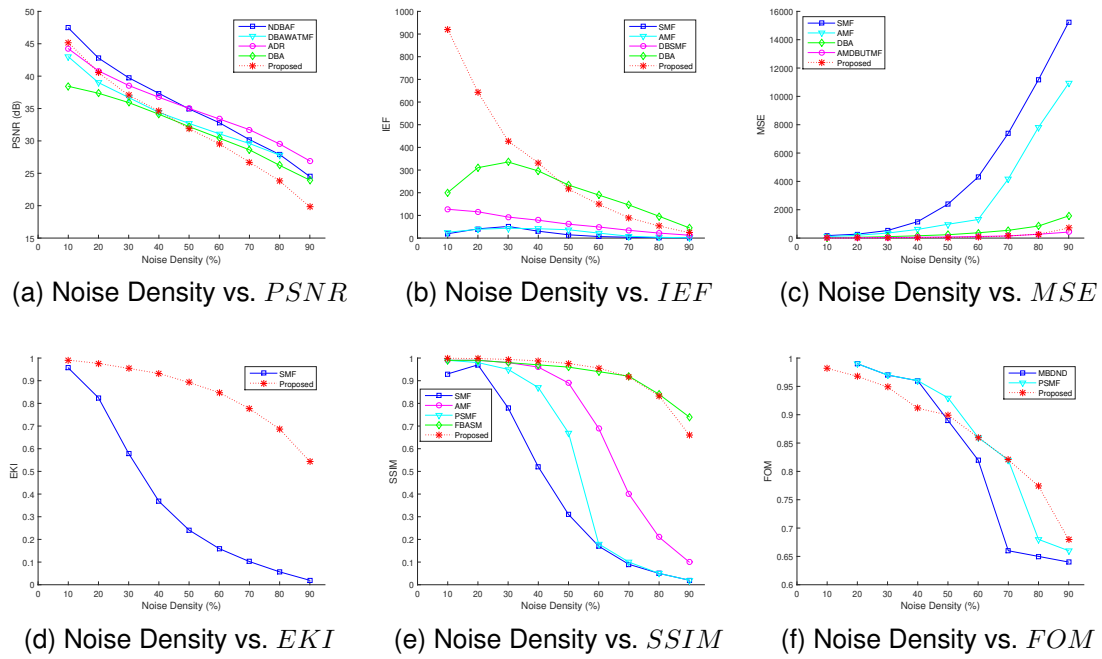 PSNR (dB)
50
45
40
35
30
25
20
15
0 10 20 30 40 50 60 70 80 90
Noise Density (%)
NDBAF
DBAWATMF
ADR
DBA
Proposed
(a) Noise Density vs. PSNR
IEF
1000
900
800
700
600
500
400
300
200
100
0
0 10 20 30 40 50 60 70 80 90
Noise Density (%)
SMF
AMF
DBSMF
DBA
Proposed
(b) Noise Density vs. IEF
MSE
16000
14000
12000
10000
8000
6000
4000
2000
0
0 10 20 30 40 50 60 70 80 90
Noise Density (%)
SMF
AMF
DBA
AMDBUTMF
Proposed
(c) Noise Density vs. MSE
EKI
1
0.9
0.8
0.7
0.6
0.5
0.4
0.3
0.2
0.1
0
0 10 20 30 40 50 60 70 80 90
Noise Density (%)
SMF
Proposed
(d) Noise Density vs. EKI
SSIM
1
0.9
0.8
0.7
0.6
0.5
0.4
0.3
0.2
0.1
0
0 10 20 30 40 50 60 70 80 90
Noise Density (%)
SMF
AMF
PSMF
FBASM
Proposed
(e) Noise Density vs. SSIM
FOM
1
0.95
0.9
0.85
0.8
0.75
0.7
0.65
0.6
0 10 20 30 40 50 60 70 80 90
Noise Density (%)
MBDND
PSMF
Proposed
(f) Noise Density vs. FOM